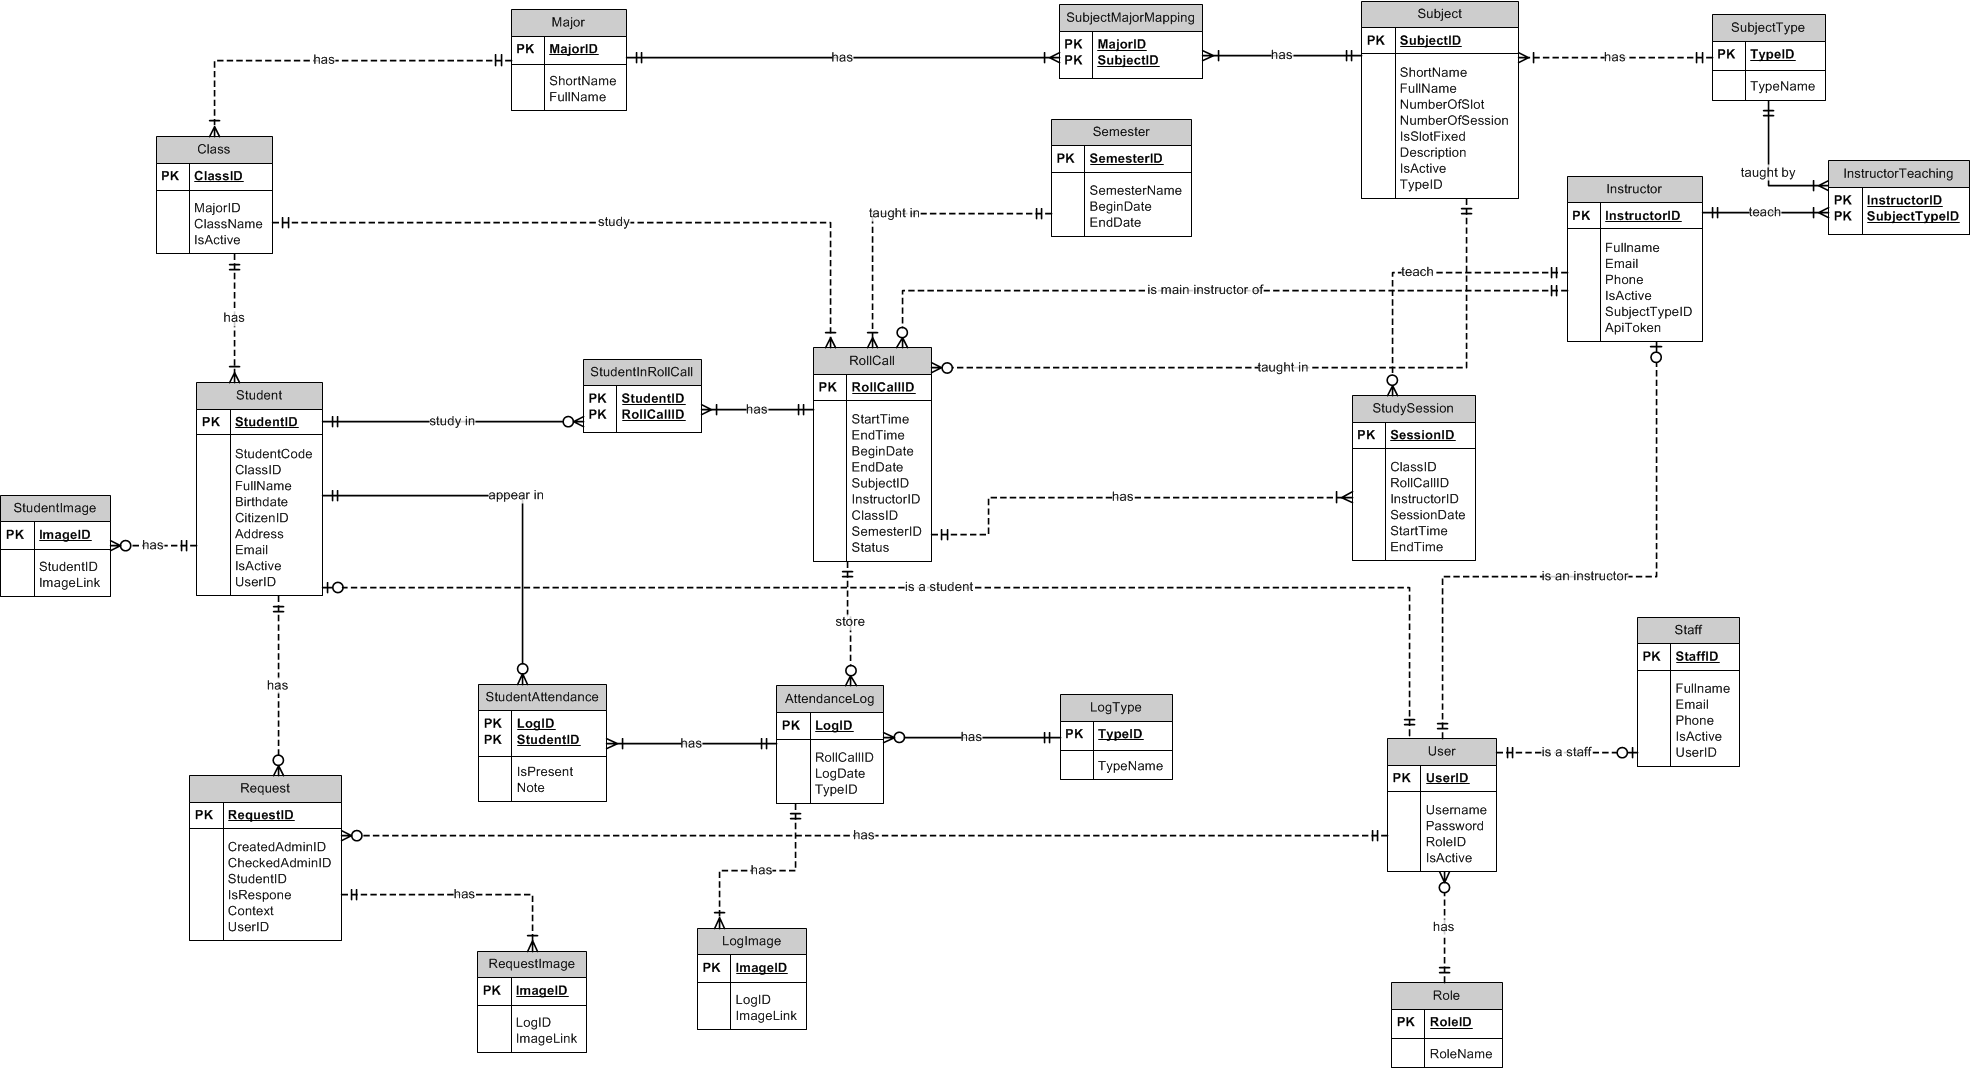 Major
PK MajorID
ShortName
FullName
has
has
SubjectMajorMapping
PK MajorID
PK SubjectID
has
Subject
PK SubjectID
ShortName
FullName
NumberOfSlot
NumberOfSession
IsSlotFixed
Description
IsActive
TypeID
has
SubjectType
PK TypeID
TypeName
Class
PK ClassID
MajorID
ClassName
IsActive
study
Semester
PK SemesterID
SemesterName
BeginDate
EndDate
taught in
taught by
InstructorTeaching
PK InstructorID
PK SubjectTypeID
teach
Instructor
PK InstructorID
Fullname
Email
Phone
IsActive
SubjectTypeID
ApiToken
teach
is main instructor of
taught in
has
Student
PK StudentID
StudentCode
ClassID
FullName
Birthdate
CitizenID
Address
Email
IsActive
UserID
study in
StudentInRollCall
PK StudentID
PK RollCallID
has
RollCall
PK RollCallID
StartTime
EndTime
BeginDate
EndDate
SubjectID
InstructorID
ClassID
SemesterID
Status
has
StudySession
PK SessionID
ClassID
RollCallID
InstructorID
SessionDate
StartTime
EndTime
StudentImage
PK ImageID
StudentID
ImageLink
has
appear in
is a student
is an instructor
store
has
Staff
PK StaffID
Fullname
Email
Phone
IsActive
UserID
is a staff
StudentAttendance
PK LogID
PK StudentID
IsPresent
Note
has
AttendanceLog
PK LogID
RollCallID
LogDate
TypeID
has
LogType
PK TypeID
TypeName
User
PK UserID
Username
Password
RoleID
IsActive
Request
PK RequestID
CreatedAdminID
CheckedAdminID
StudentID
IsRespone
Context
UserID
has
has
has
has
RequestImage
PK ImageID
LogID
ImageLink
LogImage
PK ImageID
LogID
ImageLink
Role
PK RoleID
RoleName